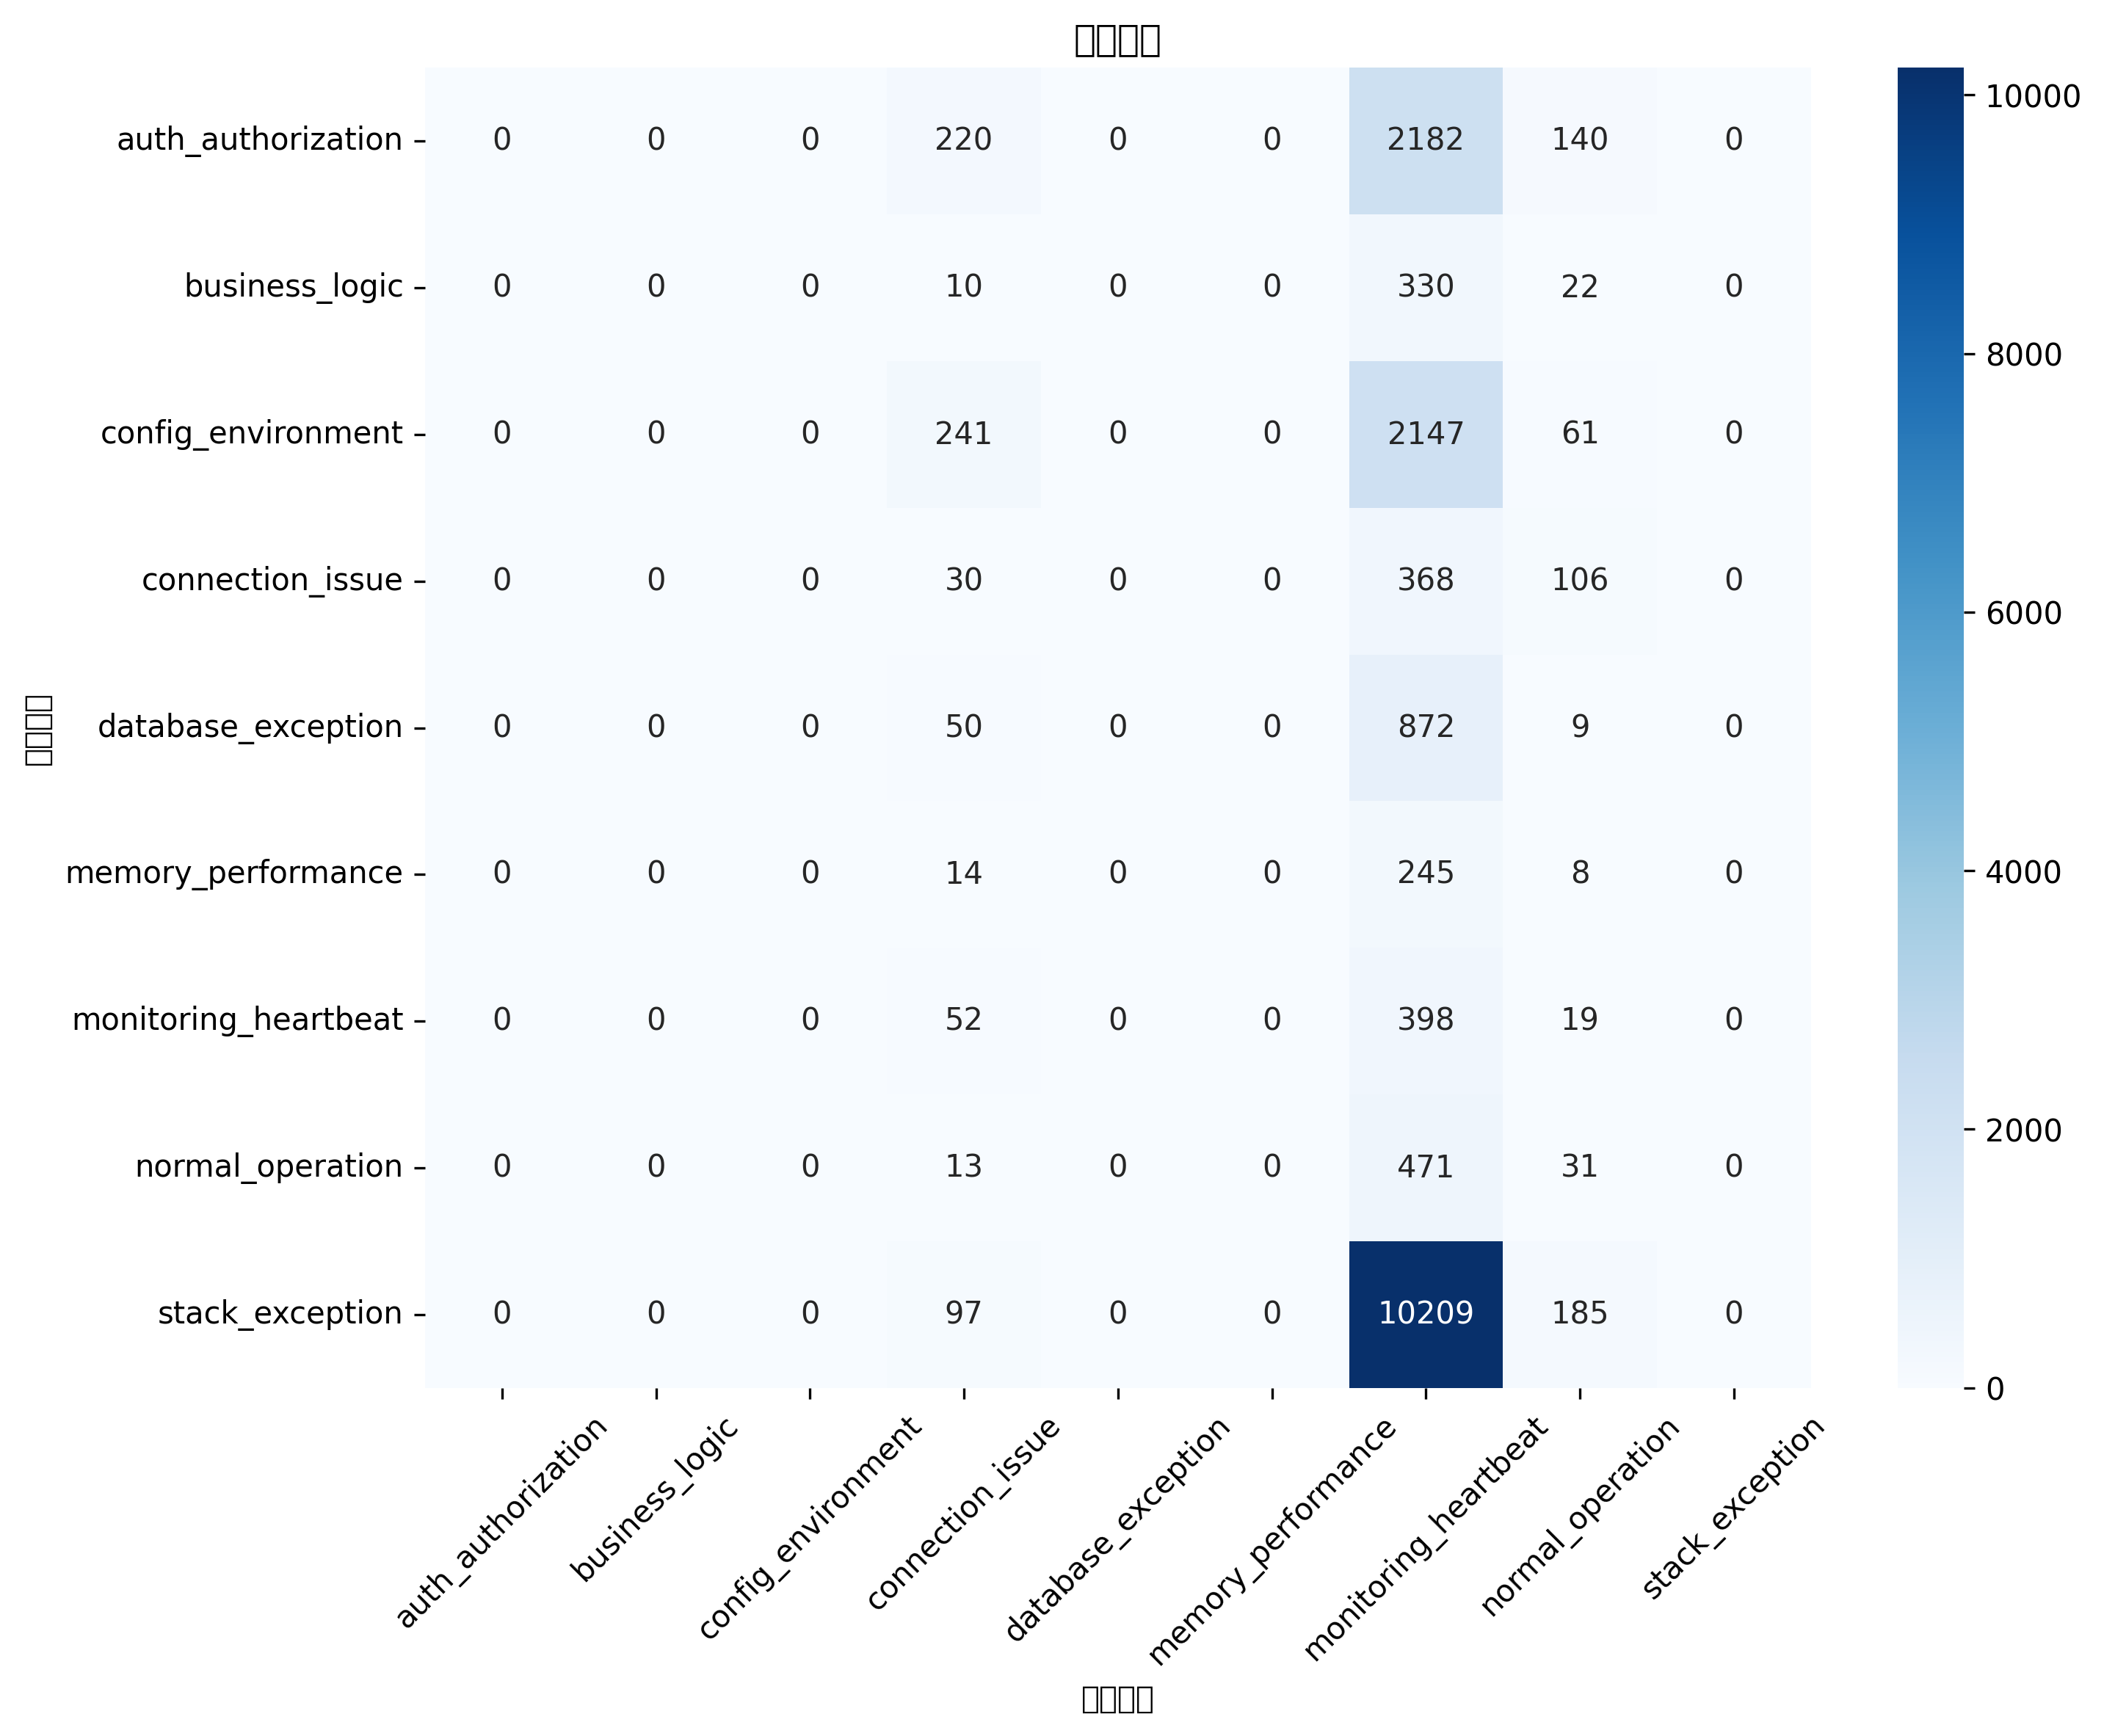 auth_authorization 0 0 0 220 0 0 2182 140 0
business_logic 0 0 0 10 0 0 330 22 0
config_environment 0 0 0 241 0 0 2147 61 0
connection_issue 0 0 0 30 0 0 368 106 0
database_exception 0 0 0 50 0 0 872 9 0
memory_performance 0 0 0 14 0 0 245 8 0
monitoring_heartbeat 0 0 0 52 0 0 398 19 0
normal_operation 0 0 0 13 0 0 471 31 0
stack_exception 0 0 0 97 0 0 10209 185 0
auth_authorization
business_logic
config_environment
connection_issue
database_exception
memory_performance
monitoring_heartbeat
normal_operation
stack_exception
10000
8000
6000
4000
2000
0